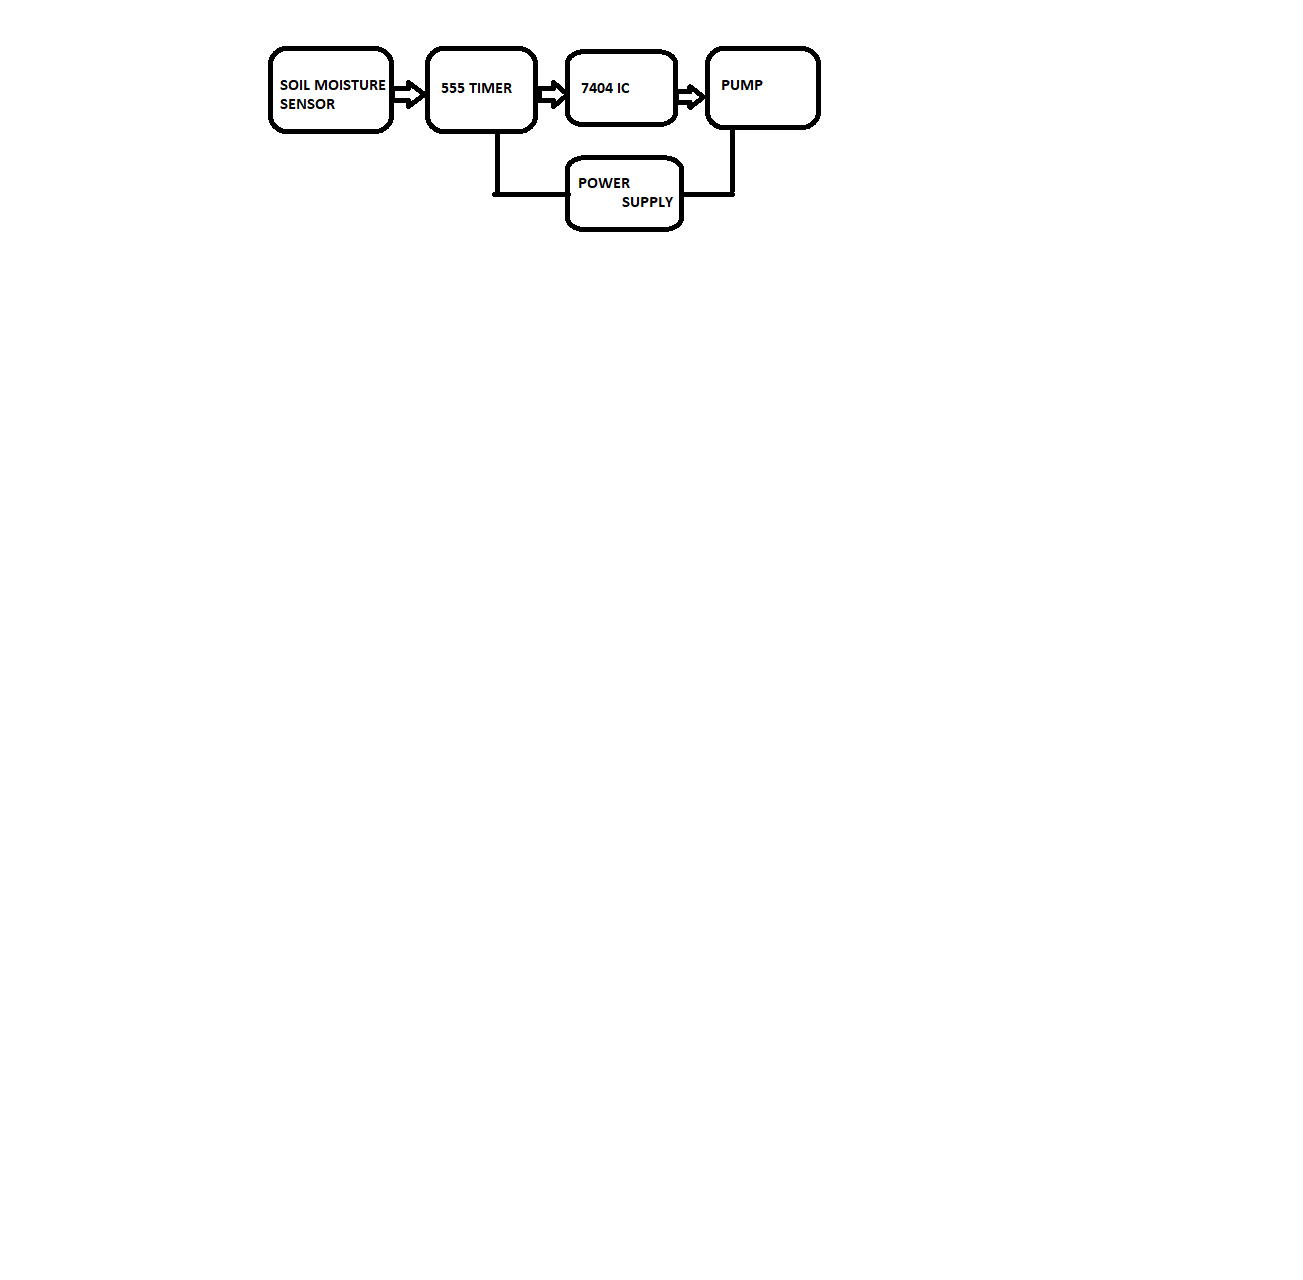 SOIL MOISTURE
SENSOR
555 TIMER
7404 IC
PUMP
POWER
SUPPLY